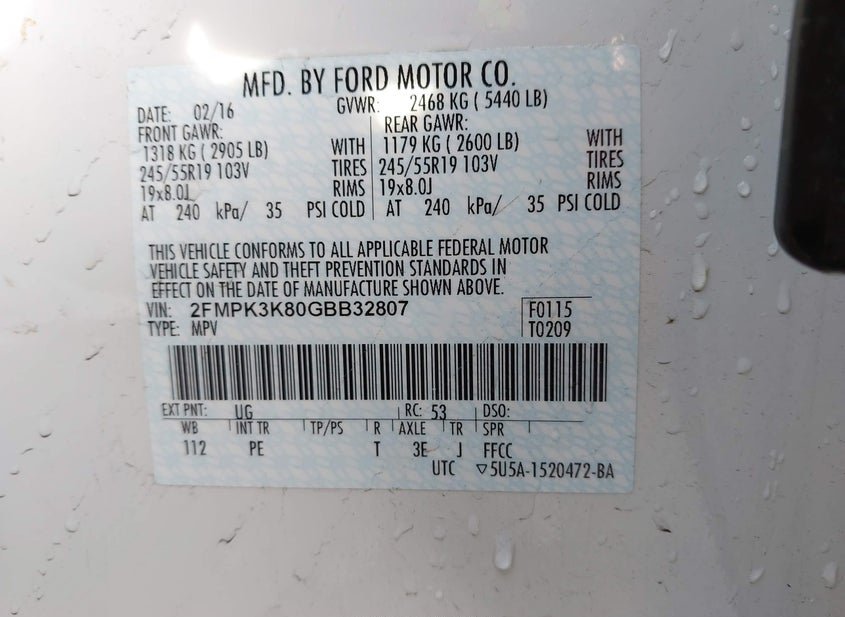 MFD. BY FORD MOTOR CO.
DATE: 02/16 GVWR: 2468 KG ( 5440 LB)
FRONT GAWR: REAR GAWR:
1318 KG ( 2905 LB) WITH 1179 KG ( 2600 LB) WITH
245/55R19 103V TIRES 245/55R19 103V TIRES
19x8.0J RIMS 19x8.0J RIMS
AT 240 kPa/ 35 PSI COLD AT 240 kPa/ 35 PSI COLD
THIS VEHICLE CONFORMS TO ALL APPLICABLE FEDERAL MOTOR
VEHICLE SAFETY AND THEFT PREVENTION STANDARDS IN
EFFECT ON THE DATE OF MANUFACTURE SHOWN ABOVE.
VIN: 2FMPK3K80GBB32807 F0115
TYPE: MPV T0209
EXT PNT: UG RC: 53 DSO:
WB INT TR TP/PS R AXLE TR SPR
112 PE T 3E J FFCC
UTC ▽5U5A-1520472-BA